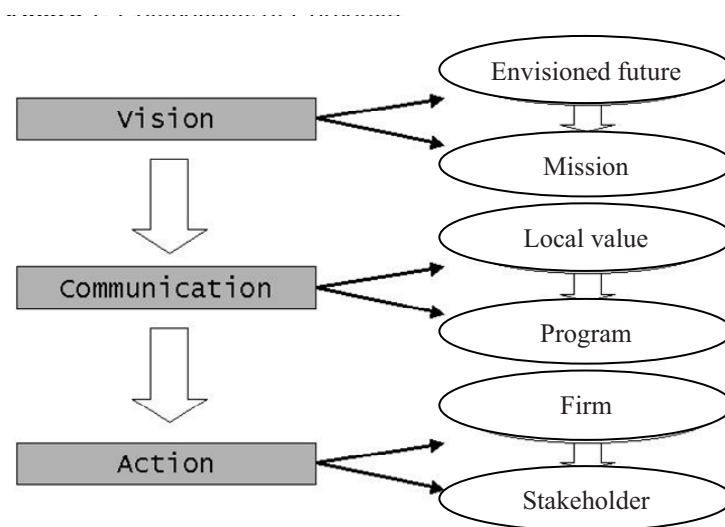 Envisioned future
Vision
Mission
Local value
Communication
Program
Firm
Action
Stakeholder